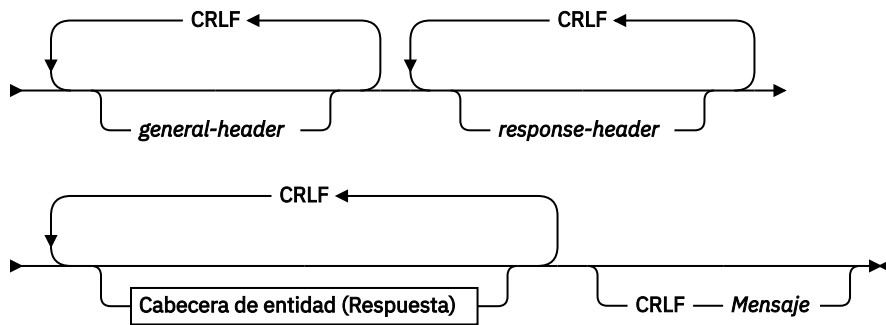 CRLF CRLF
general-header response-header
CRLF
Cabecera de entidad (Respuesta) CRLF Mensaje